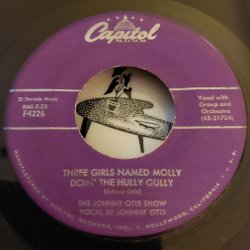 Capitol
El Dorado Music
BMI-2:25
F4226
Vocal with
Group and
Orchestra
(45-31704)
THREE GIRLS NAMED MOLLY
DOIN' THE HULLY GULLY
(Johnny Otis)
THE JOHNNY OTIS SHOW
VOCAL BY JOHNNY OTIS